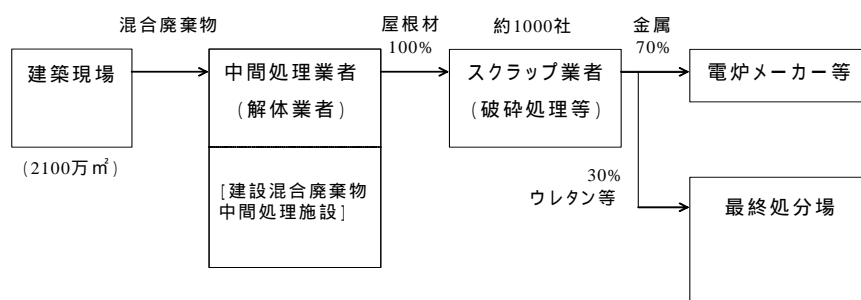 混合廃棄物
屋根材
100%
約1000社
金属
70%
建築現場
(2100万㎡)
中間処理業者
(解体業者)
[建設混合廃棄物
中間処理施設]
スクラップ業者
(破砕処理等)
電炉メーカー等
30%
ウレタン等
最終処分場